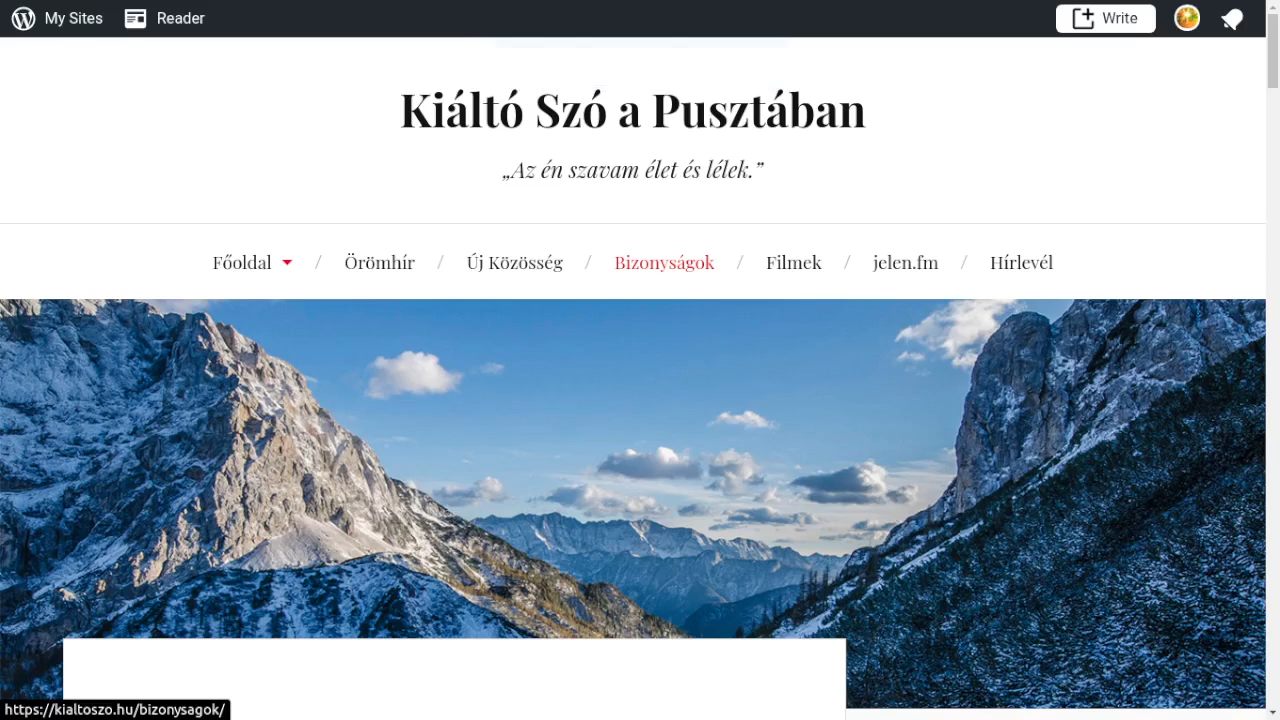 My Sites
Reader
Write
Kiáltó Szó a Pusztában
„Az én szavam élet és lélek.”
Főoldal / Örömhír / Új Közösség / Bizonyságok / Filmek / jelen.fm / Hírlevél
https://kialtoszo.hu/bizonysagok/